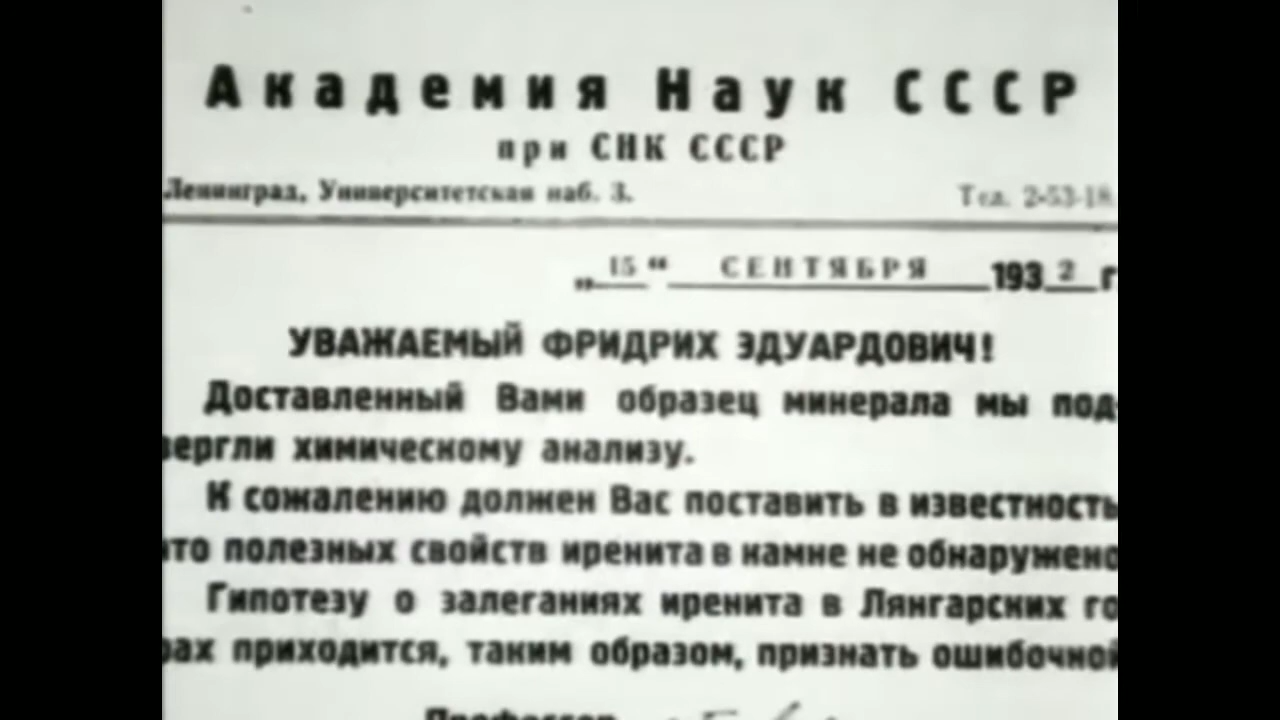 Академия Наук СССР
при СНК СССР
Ленинград, Университетская наб. 3. Тел. 2-53-18.
„15“ СЕНТЯБРЯ 1932 г
УВАЖАЕМЫЙ ФРИДРИХ ЭДУАРДОВИЧ!
Доставленный Вами образец минерала мы под-
вергли химическому анализу.
К сожалению должен Вас поставить в известность
что полезных свойств иренита в камне не обнаружено
Гипотезу о залеганиях иренита в Лянгарских го
рах приходится, таким образом, признать ошибочной
Профессор